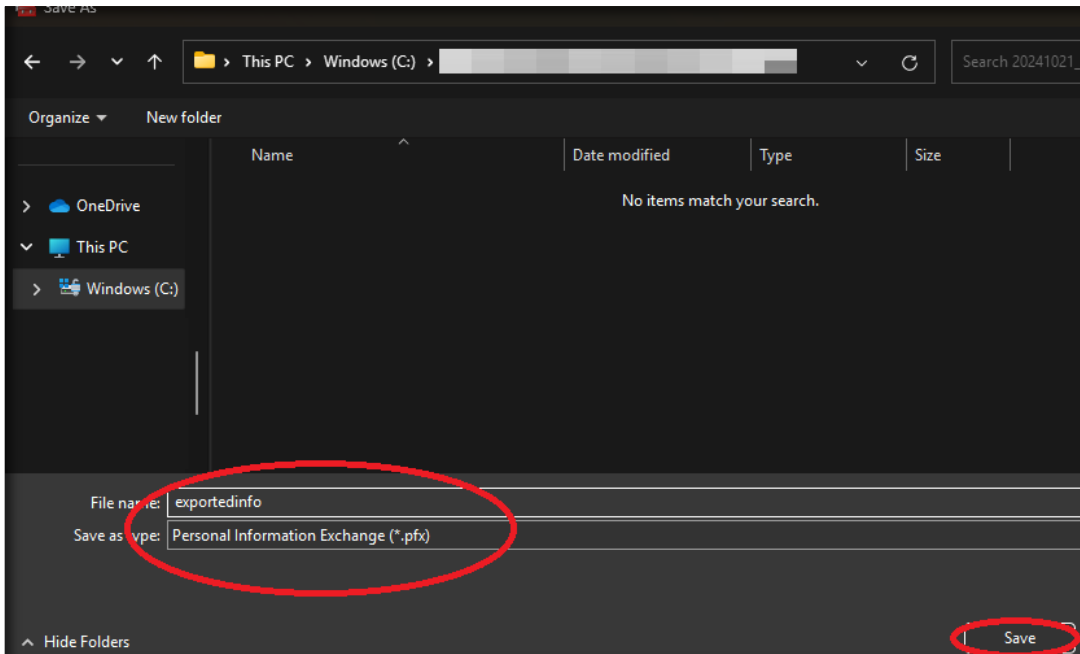 Save As
This PC > Windows (C:) >
Search 20241021_
Organize
New folder
Name
Date modified
Type
Size
No items match your search.
OneDrive
This PC
Windows (C:)
File name: exportedinfo
Save as type: Personal Information Exchange (*.pfx)
Hide Folders
Save